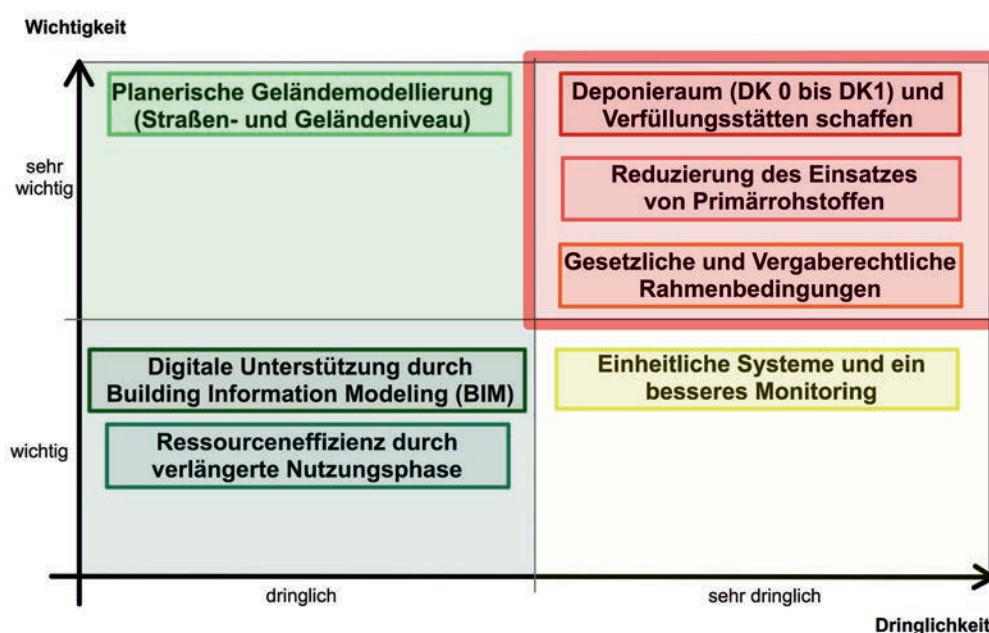 Wichtigkeit
sehr
wichtig
Planerische Geländemodellierung
(Straßen- und Geländeniveau)
Deponieraum (DK 0 bis DK1) und
Verfüllungsstätten schaffen
Reduzierung des Einsatzes
von Primärrohstoffen
Gesetzliche und Vergaberechtliche
Rahmenbedingungen
wichtig
Digitale Unterstützung durch
Building Information Modeling (BIM)
Ressourceneffizienz durch
verlängerte Nutzungsphase
Einheitliche Systeme und ein
besseres Monitoring
dringlich
sehr dringlich
Dringlichkeit